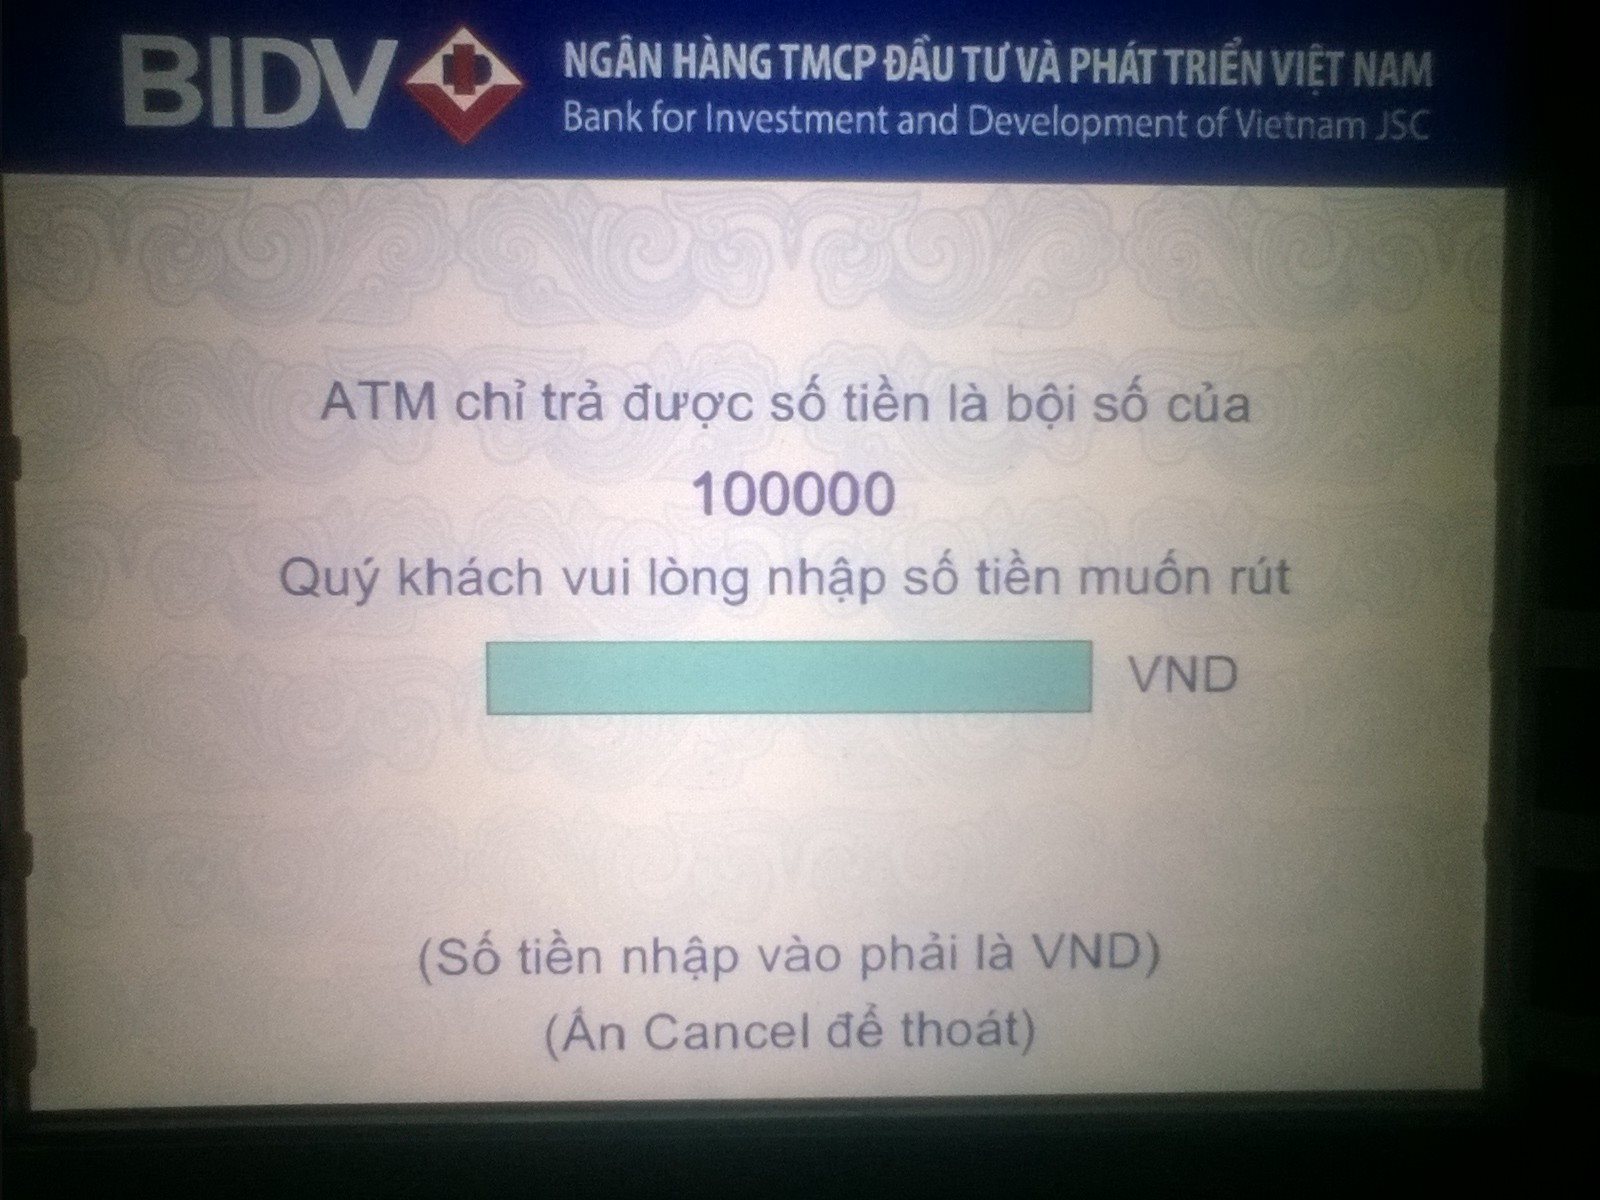 BIDV
NGÂN HÀNG TMCP ĐẦU TƯ VÀ PHÁT TRIỂN VIỆT NAM
Bank for Investment and Development of Vietnam JSC
ATM chỉ trả được số tiền là bội số của
100000
Quý khách vui lòng nhập số tiền muốn rút
VND
(Số tiền nhập vào phải là VND)
(Ấn Cancel để thoát)